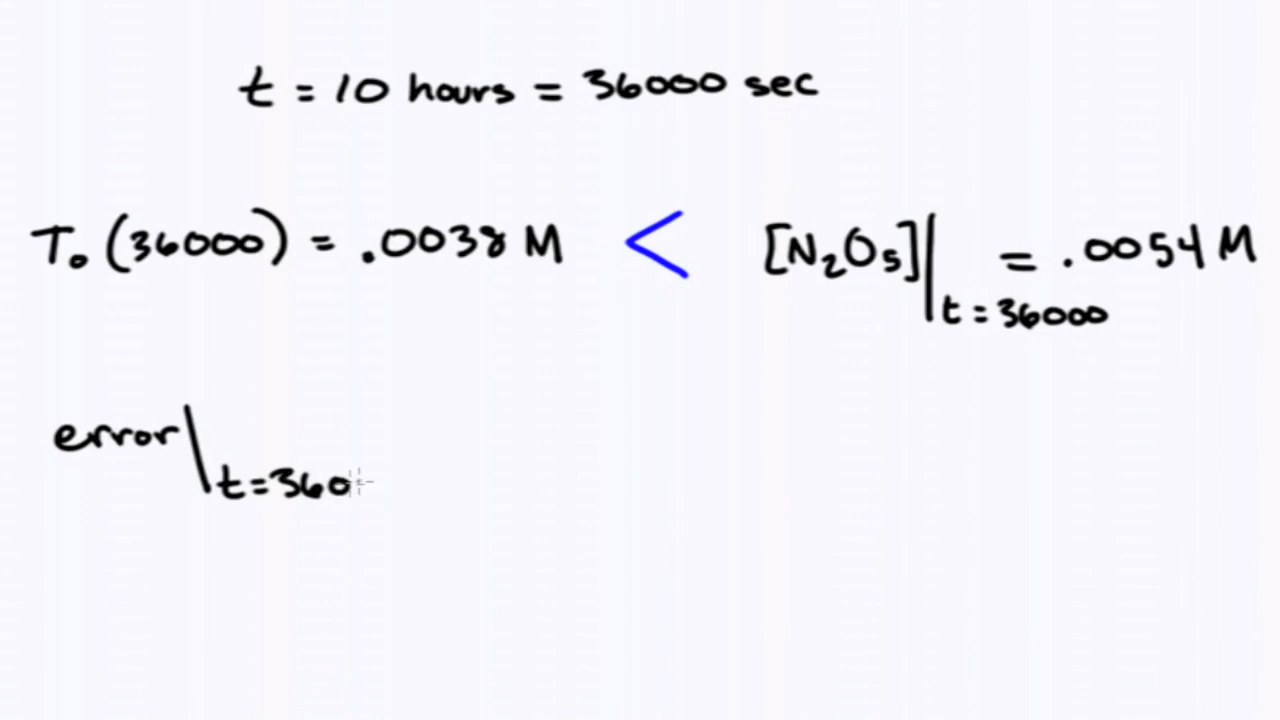 t = 10 hours = 36000 sec
T₀ (36000) = .0038 M < [N₂O₅]|t=36000 = .0054 M
error|t=360